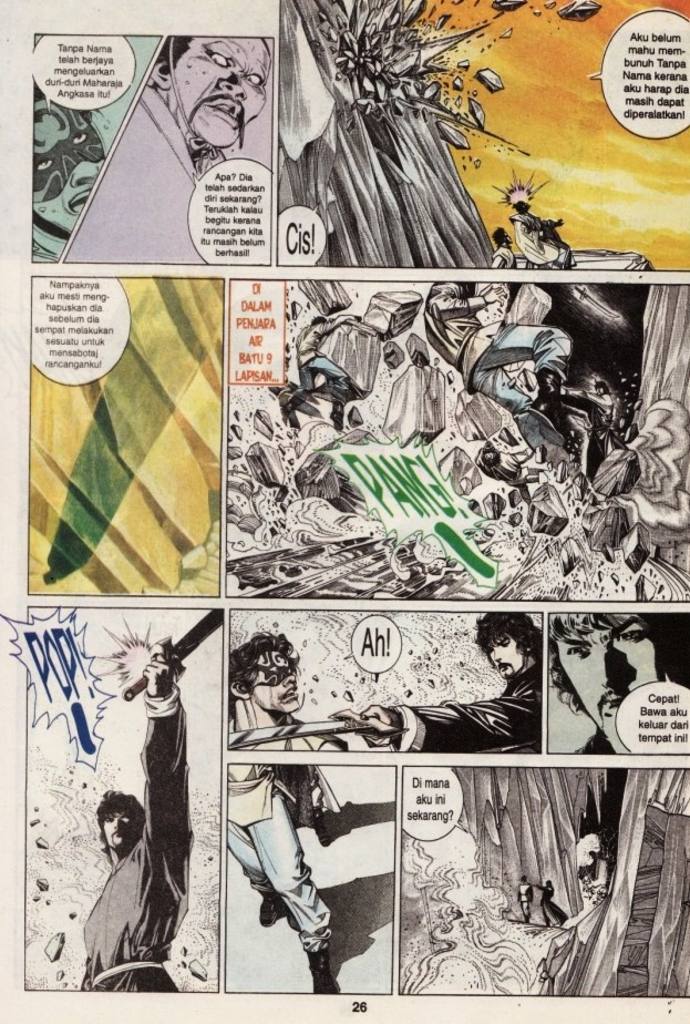 Tanpa Nama
telah berjaya
mengeluarkan
duri-duri Maharaja
Angkasa itu!
Apa? Dia
telah sedarkan
diri sekarang?
Teruklah kalau
begitu kerana
rancangan kita
itu masih belum
berhasil!
Cis!
Aku belum
mahu mem-
bunuh Tanpa
Nama kerana
aku harap dia
masih dapat
diperalatkan!
Nampaknya
aku mesti meng-
hapuskan dia
sebelum dia
sempat melakukan
sesuatu untuk
mensabotaj
rancanganku!
DI
DALAM
PENJARA
AIR
BATU 9
LAPISAN...
PANG!
POP!
Ah!
Cepat!
Bawa aku
keluar dari
tempat ini!
Di mana
aku ini
sekarang?
26